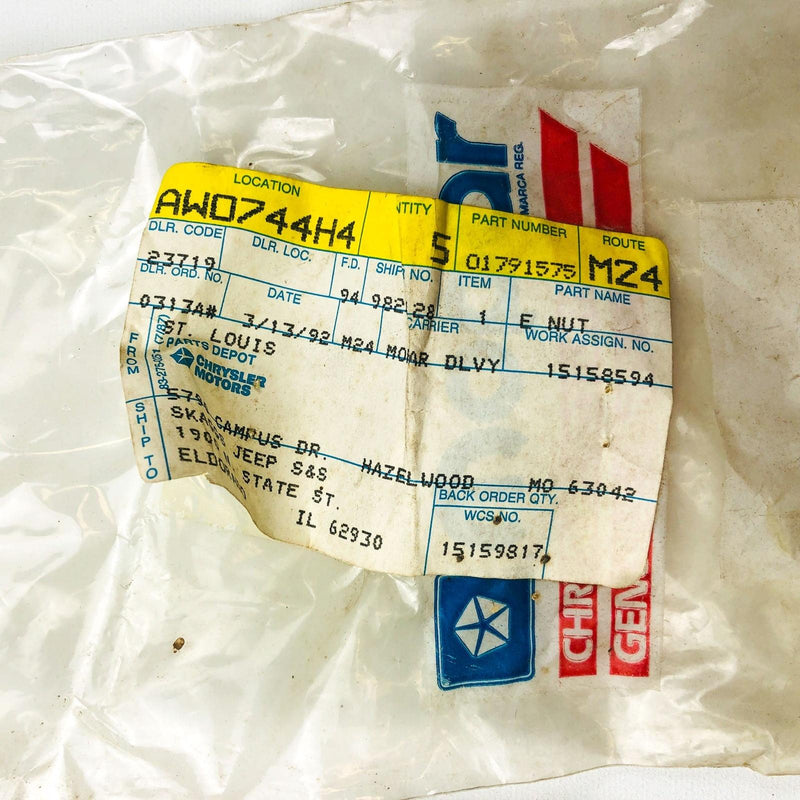 LOCATION
AW0744H4
NTITY
5
PART NUMBER
01791575
ROUTE
M24
DLR. CODE
23719
DLR. LOC.
F.D.
94
SHIP. NO.
982 28
ITEM
1
PART NAME
E NUT
DLR. ORD. NO.
0313A#
DATE
3/13/92
M24
CARRIER
MOAR DLVY
WORK ASSIGN. NO.
15158594
FROM
ST. LOUIS
PARTS DEPOT
CHRYSLER
MOTORS
CAMPUS DR.
HAZELWOOD MO 63042
SHIP TO
JEEP S&S
STATE ST.
IL 62930
BACK ORDER QTY.
WCS NO.
15159817
MARCA REG.
CHR
GEN